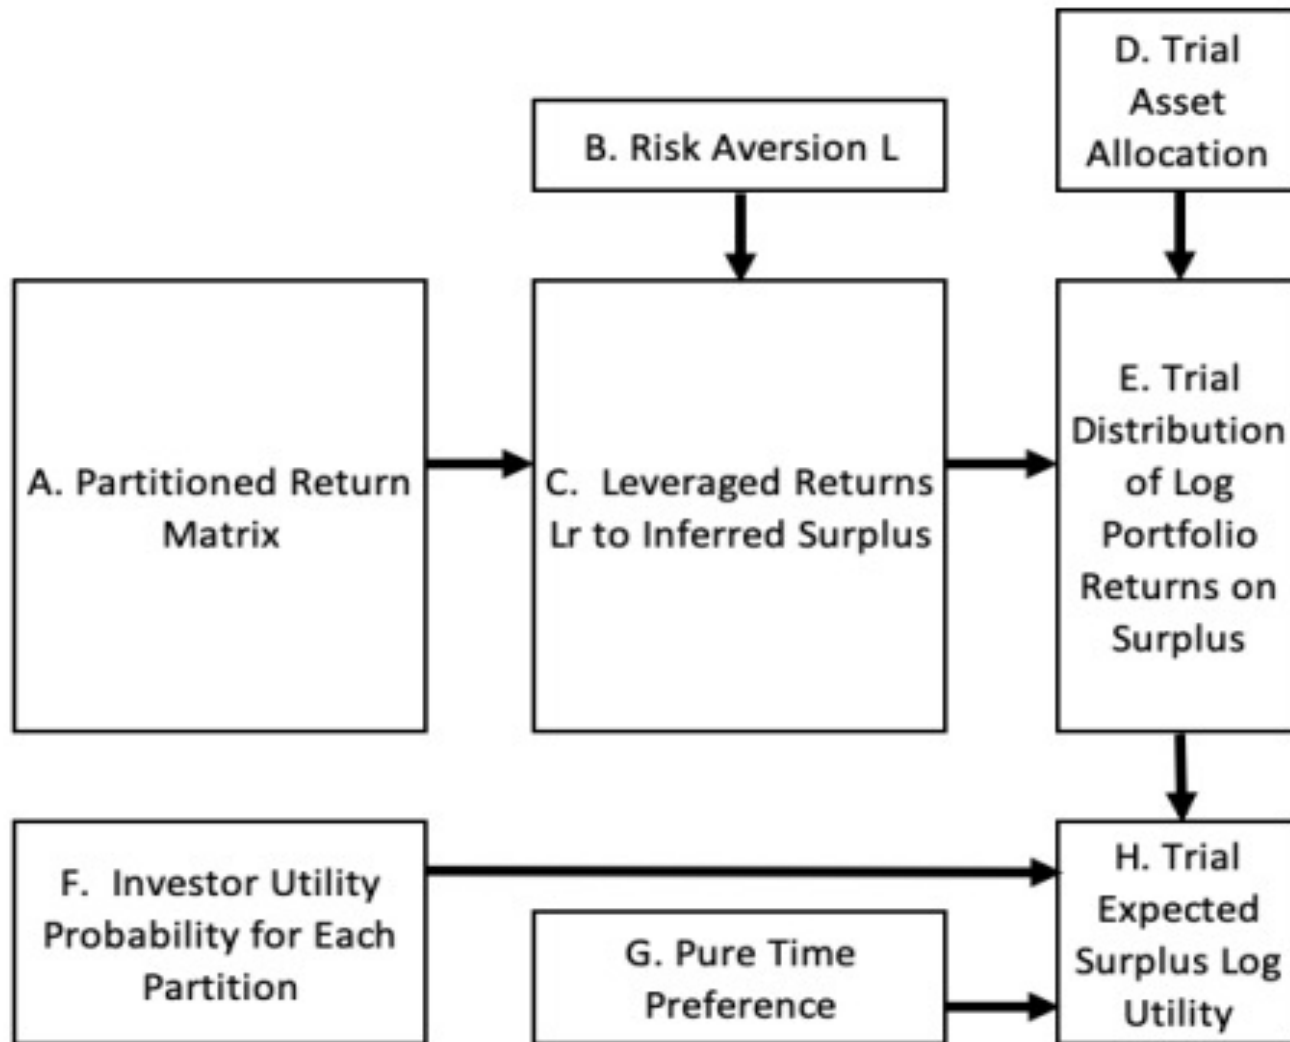 D. Trial
Asset
Allocation
B. Risk Aversion L
A. Partitioned Return
Matrix
C.  Leveraged Returns
Lr to Inferred Surplus
E. Trial
Distribution
of Log
Portfolio
Returns on
Surplus
F.  Investor Utility
Probability for Each
Partition
G. Pure Time
Preference
H. Trial
Expected
Surplus Log
Utility